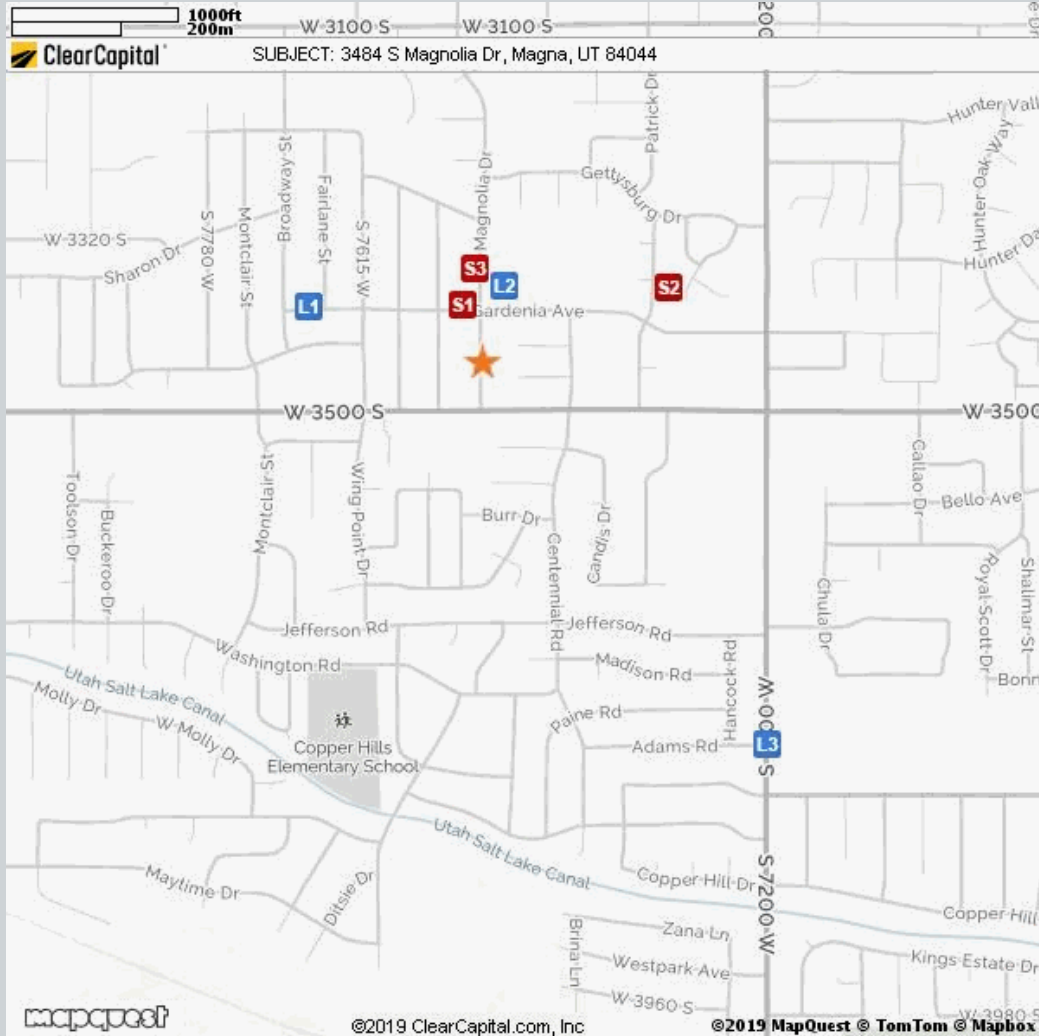 1000ft
200m
W 3100 S
W 3100 S
ClearCapital
SUBJECT: 3484 S Magnolia Dr, Magna, UT 84044
Hunter Vall
Hunter Oak Way
Hunter Da
Patrick Dr
Gettysburg Dr
Magnolia Dr
Broadway St
Fairlane St
S 7780 W
Montclair St
S 7615 W
W 3320 S
Sharon Dr
S3
L2
S2
L1
S1
Gardenia Ave
W 3500 S
W 3500
Toolson Dr
Buckeroo Dr
Montclair St
Wing Point Dr
Burr Dr
Centennial Rd
Candis Dr
Callao Dr
Bello Ave
Chula Dr
Royal Scott Dr
Shalimar St
Jefferson Rd
Jefferson Rd
Washington Rd
Madison Rd
Hancock Rd
Bonn
Utah Salt Lake Canal
Molly Dr
W Molly Dr
Paine Rd
Adams Rd
L3
Copper Hills
Elementary School
Utah Salt Lake Canal
S 7200 W
Maytime Dr
Ditsie Dr
Copper Hill Dr
Copper Hill
Brina Ln
Zana Ln
Westpark Ave
Kings Estate Dr
W 3960 S
W 3980 S
mapquest
©2019 ClearCapital.com, Inc
©2019 MapQuest © TomTom © Mapbox